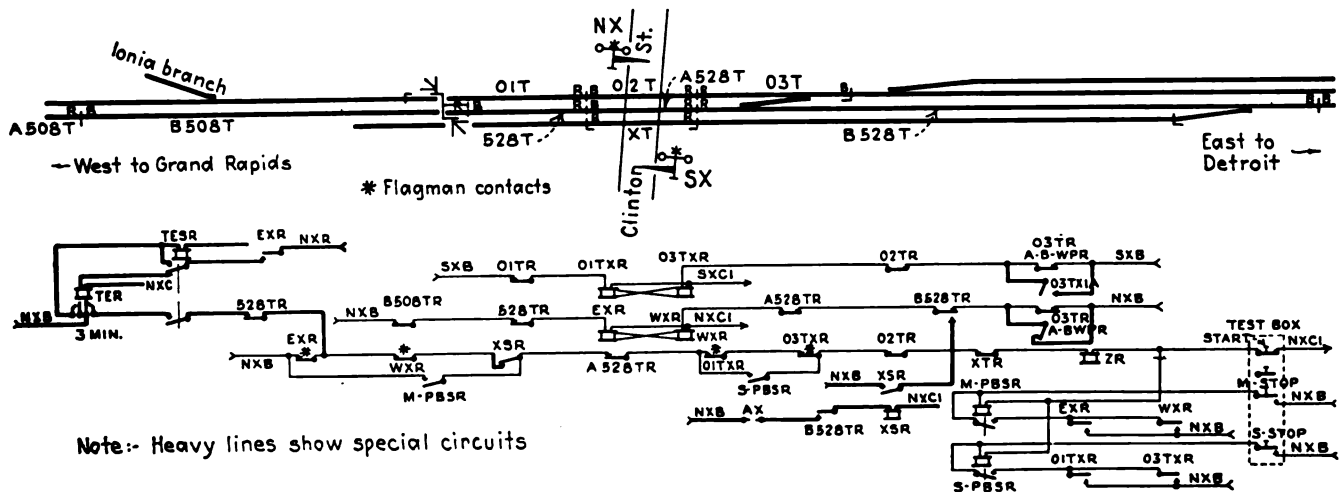 NX
St.
Ionia branch
01T
02T
A528T
03T
R B
B
R B
R B
B
R B
A508T
B508T
528T
XT
B528T
← West to Grand Rapids
* Flagman contacts
SX
East to →
Detroit
Clinton
TESR
EXR
NXR
TER
NXC
NXB
3 MIN.
528TR
SXB
01TR
01TXR
03TXR
SXC1
02TR
03TR
A-B-WPR
SXB
03TX1A
NXB
B508TR
528TR
EXR
WXR
NXC1
WXR
A528TR
B528TR
NXB
03TR
A-BWPR
NXB
EXR
*
*
WXR
XSR
M-PBSR
A528TR
*
01TXR
03TXR
*
S-PBSR
02TR
XTR
ZR
TEST BOX
START
NXC1
NXB
XSR
NXB
AX
B528TR
XSR
NXC1
M-PBSR
M-STOP
NXB
EXR
WXR
NXB
S-STOP
NXB
S-PBSR
01TXR
03TXR
NXB
Note:- Heavy lines show special circuits